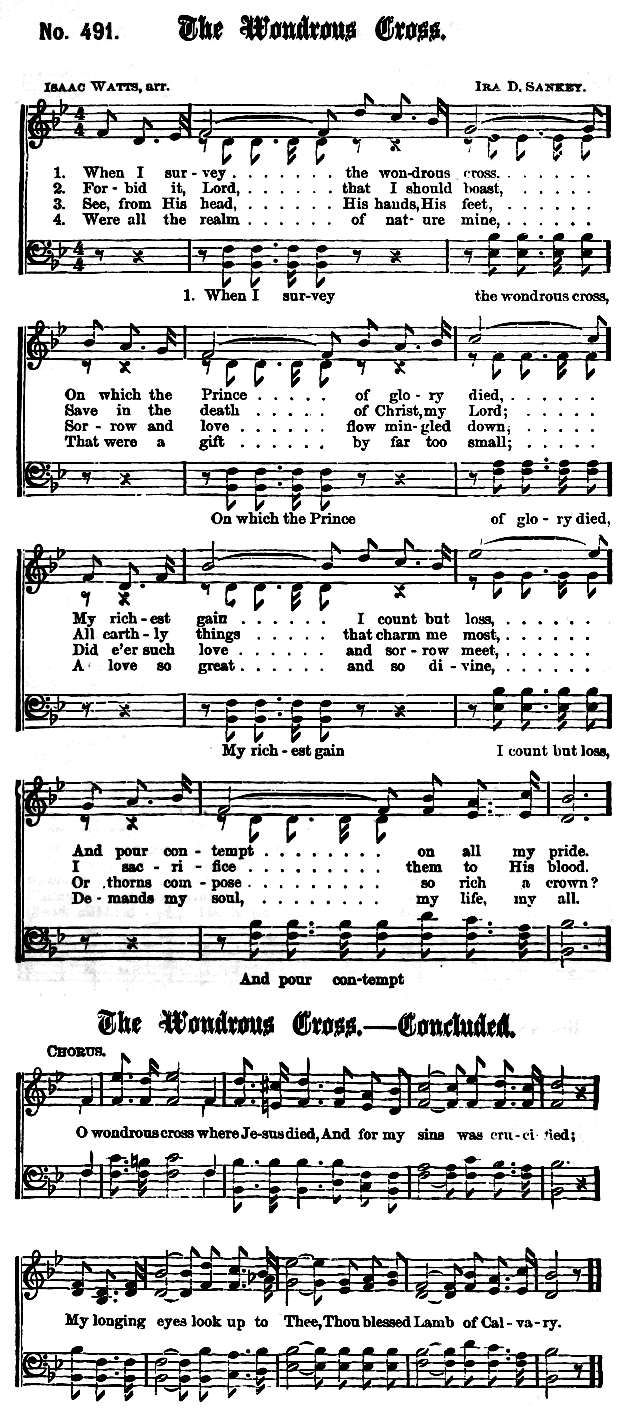 No. 491. The Wondrous Cross.
Isaac Watts, arr. Ira D. Sankey.
1. When I sur-vey . . . . . . . the won-drous cross. . . . . . .
2. For-bid it, Lord, . . . . . . that I should boast, . . . . . .
3. See, from His head, . . . . . . His hands, His feet, . . . . . .
4. Were all the realm . . . . . . of nat-ure mine, . . . . . .
1. When I sur-vey the wondrous cross,
On which the Prince . . . . . of glo-ry died, . . . . . .
Save in the death . . . . . of Christ, my Lord; . . . . . .
Sor-row and love . . . . . flow min-gled down; . . . . . .
That were a gift . . . . . by far too small; . . . . . .
On which the Prince of glo-ry died,
My rich-est gain . . . . . . I count but loss, . . . . . .
All earth-ly things . . . . . that charm me most, . . . . . .
Did e'er such love . . . . . and sor-row meet, . . . . . .
A love so great . . . . . and so di-vine, . . . . . .
My rich-est gain I count but loss,
And pour con-tempt . . . . . . . . on all my pride.
I sac-ri-fice . . . . . . . . them to His blood.
Or thorns com-pose . . . . . . . . so rich a crown?
De-mands my soul, . . . . . . . . my life, my all.
And pour con-tempt
The Wondrous Cross.—Concluded.
Chorus.
O wondrous cross where Je-sus died, And for my sins was cru-ci-fied;
My longing eyes look up to Thee, Thou blessed Lamb of Cal-va-ry.